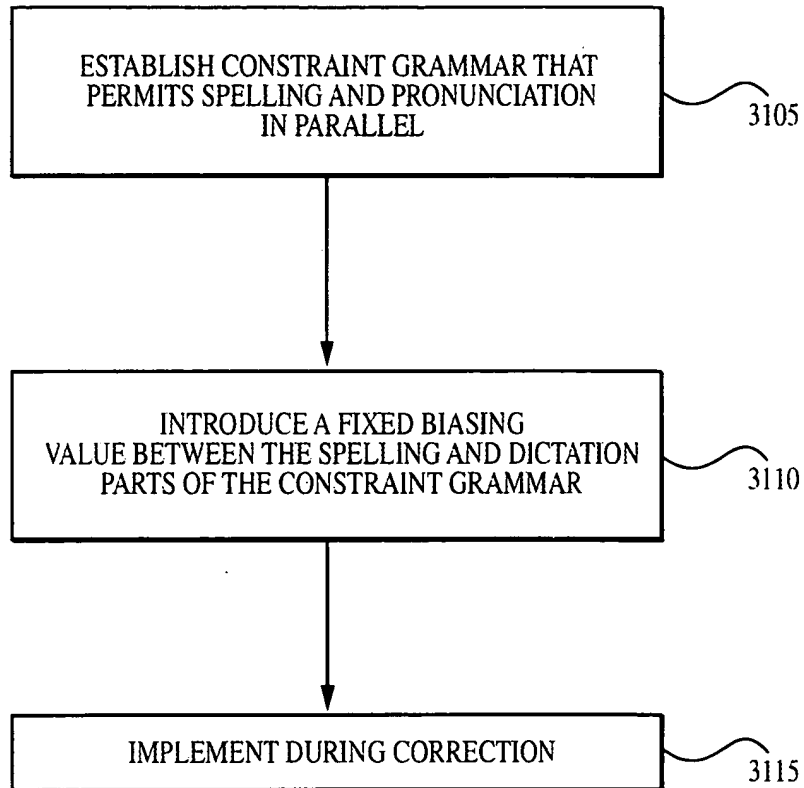 ESTABLISH CONSTRAINT GRAMMAR THAT
PERMITS SPELLING AND PRONUNCIATION
IN PARALLEL
3105
INTRODUCE A FIXED BIASING
VALUE BETWEEN THE SPELLING AND DICTATION
PARTS OF THE CONSTRAINT GRAMMAR
3110
IMPLEMENT DURING CORRECTION
3115